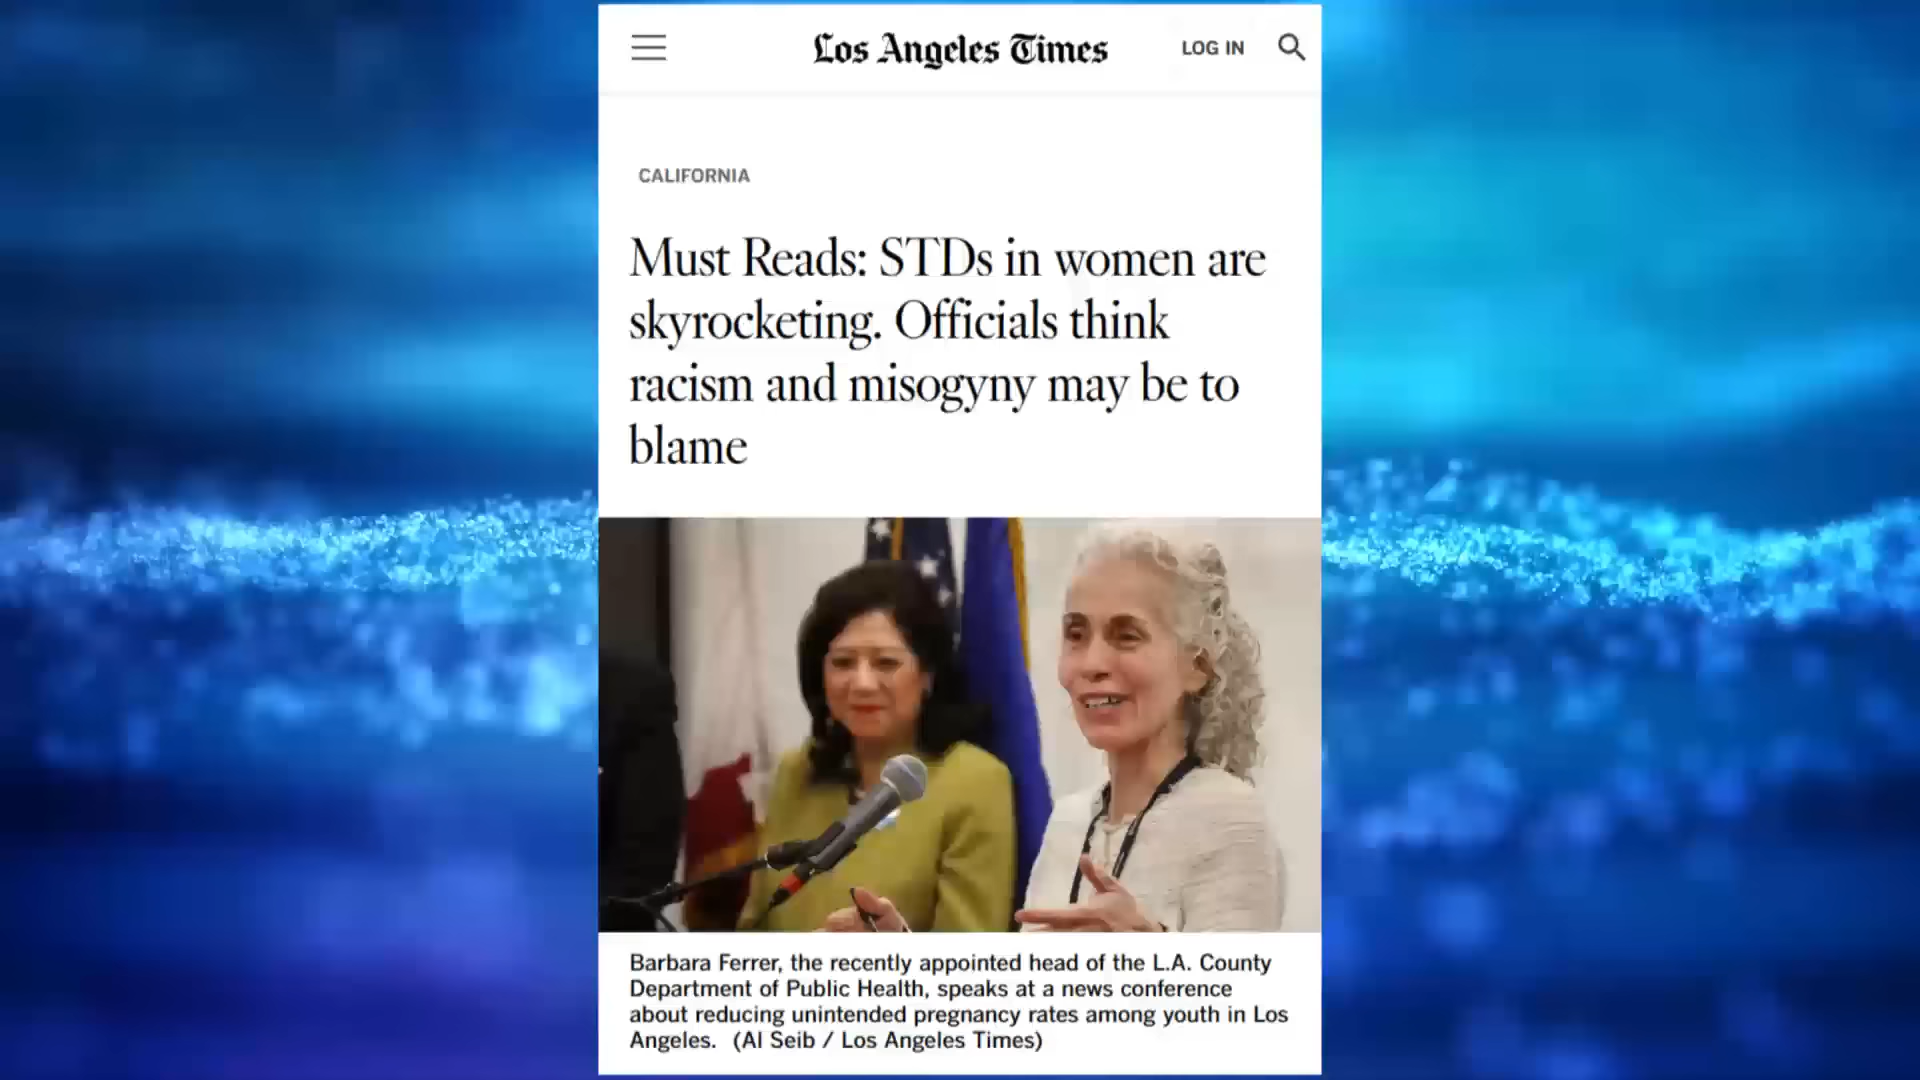 Los Angeles Times
LOG IN
CALIFORNIA
Must Reads: STDs in women are
skyrocketing. Officials think
racism and misogyny may be to
blame
Barbara Ferrer, the recently appointed head of the L.A. County
Department of Public Health, speaks at a news conference
about reducing unintended pregnancy rates among youth in Los
Angeles. (Al Seib / Los Angeles Times)